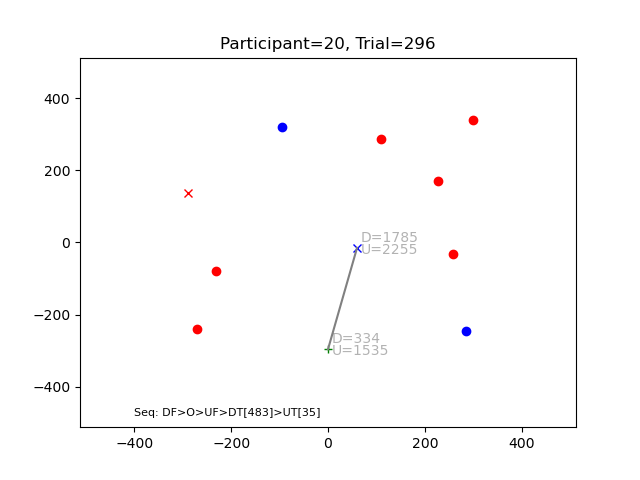 Participant=20, Trial=296
400
200
0
−200
−400
D=1785
U=2255
D=334
U=1535
Seq: DF>O>UF>DT[483]>UT[35]
−400
−200
0
200
400